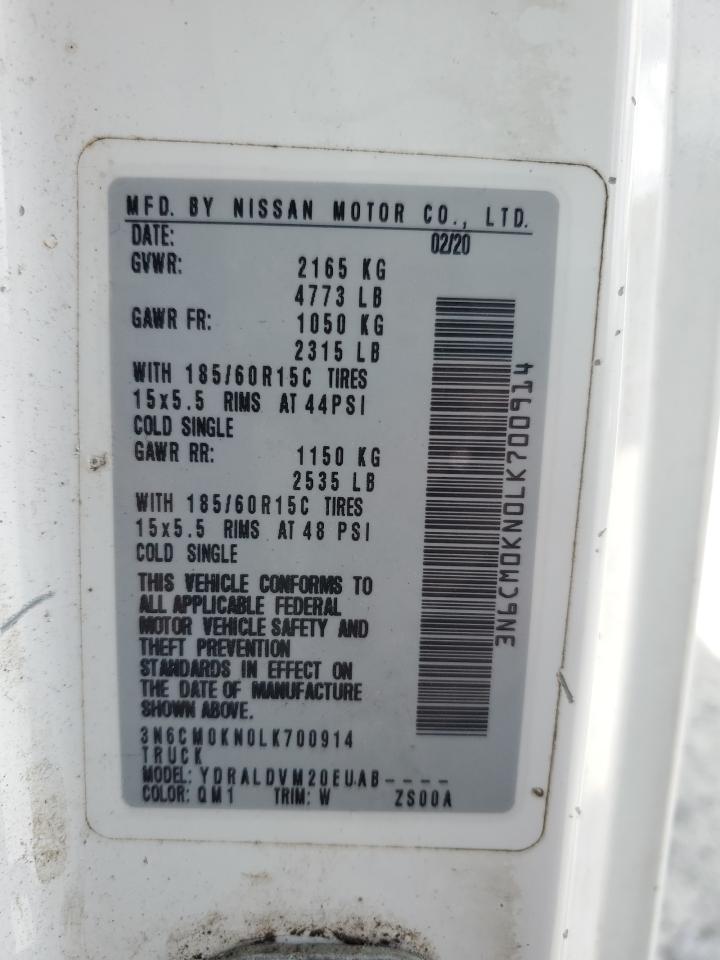 MFD. BY NISSAN MOTOR CO., LTD.
DATE: 02/20
GVWR: 2165 KG
4773 LB
GAWR FR: 1050 KG
2315 LB
WITH 185/60R15C TIRES
15x5.5 RIMS AT 44PSI
COLD SINGLE
GAWR RR: 1150 KG
2535 LB
WITH 185/60R15C TIRES
15x5.5 RIMS AT 48 PSI
COLD SINGLE
THIS VEHICLE CONFORMS TO
ALL APPLICABLE FEDERAL
MOTOR VEHICLE SAFETY AND
THEFT PREVENTION
STANDARDS IN EFFECT ON
THE DATE OF MANUFACTURE
SHOWN ABOVE.
3N6CM0KN0LK700914
TRUCK
MODEL: YDRALDVM20EUAB----
COLOR: QM1 TRIM: W ZS00A
3N6CM0KN0LK700914